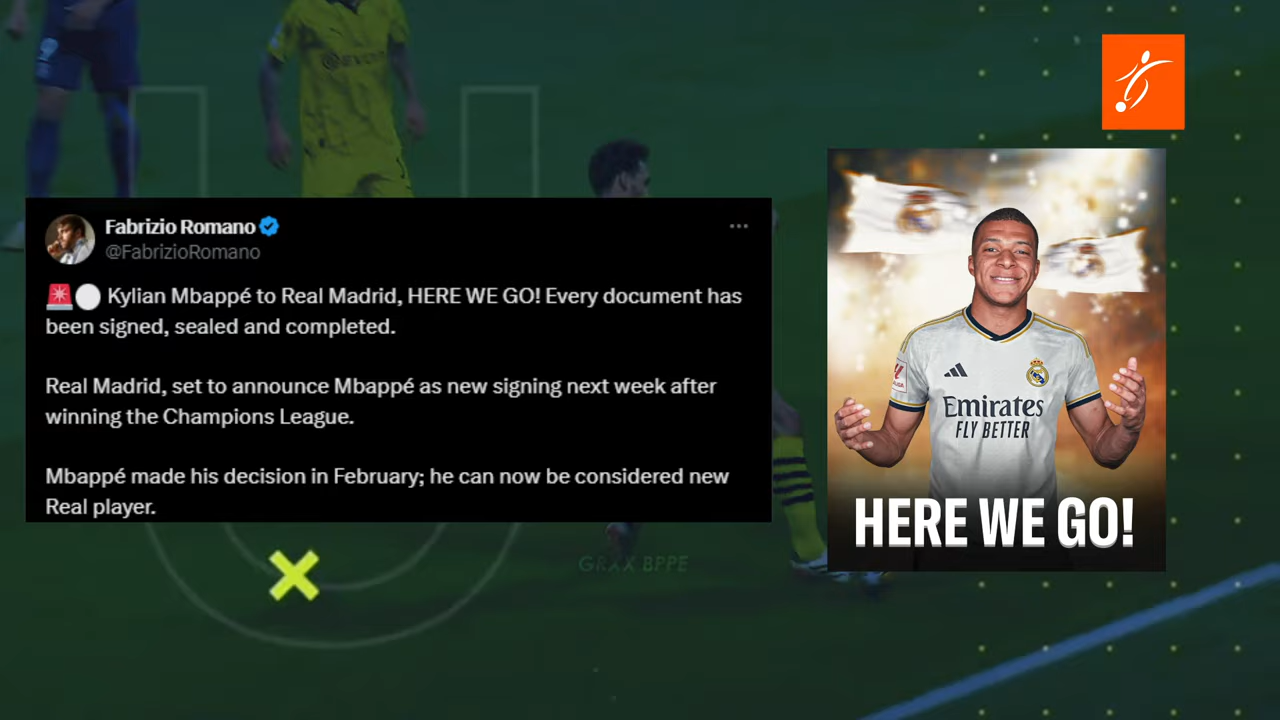 Fabrizio Romano
@FabrizioRomano
🚨⚪ Kylian Mbappé to Real Madrid, HERE WE GO! Every document has
been signed, sealed and completed.
Real Madrid, set to announce Mbappé as new signing next week after
winning the Champions League.
Mbappé made his decision in February; he can now be considered new
Real player.
Emirates
FLY BETTER
HERE WE GO!